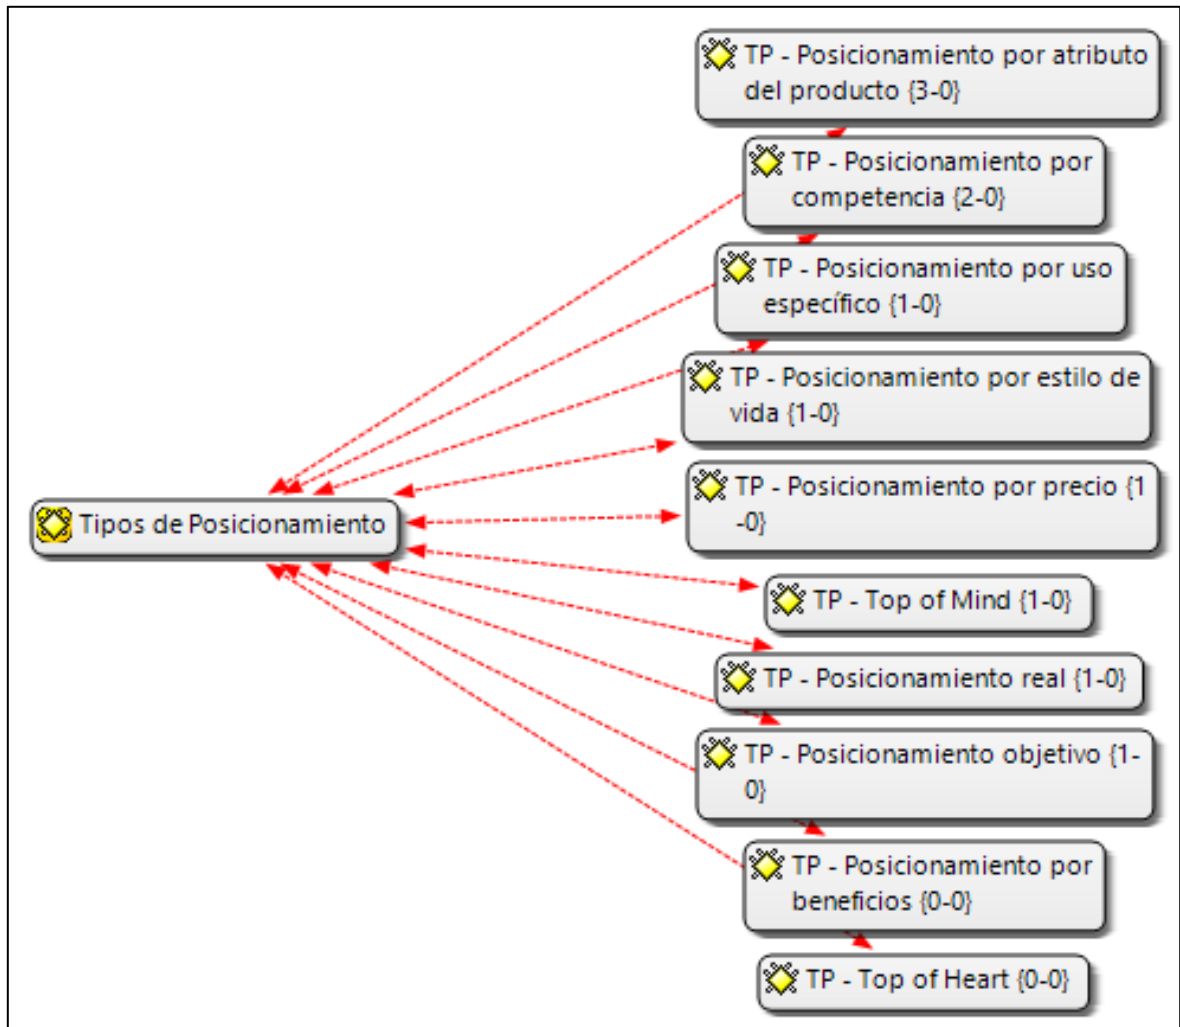 TP - Posicionamiento por atributo
del producto {3-0}
TP - Posicionamiento por
competencia {2-0}
TP - Posicionamiento por uso
específico {1-0}
TP - Posicionamiento por estilo de
vida {1-0}
TP - Posicionamiento por precio {1
-0}
Tipos de Posicionamiento
TP - Top of Mind {1-0}
TP - Posicionamiento real {1-0}
TP - Posicionamiento objetivo {1-
0}
TP - Posicionamiento por
beneficios {0-0}
TP - Top of Heart {0-0}